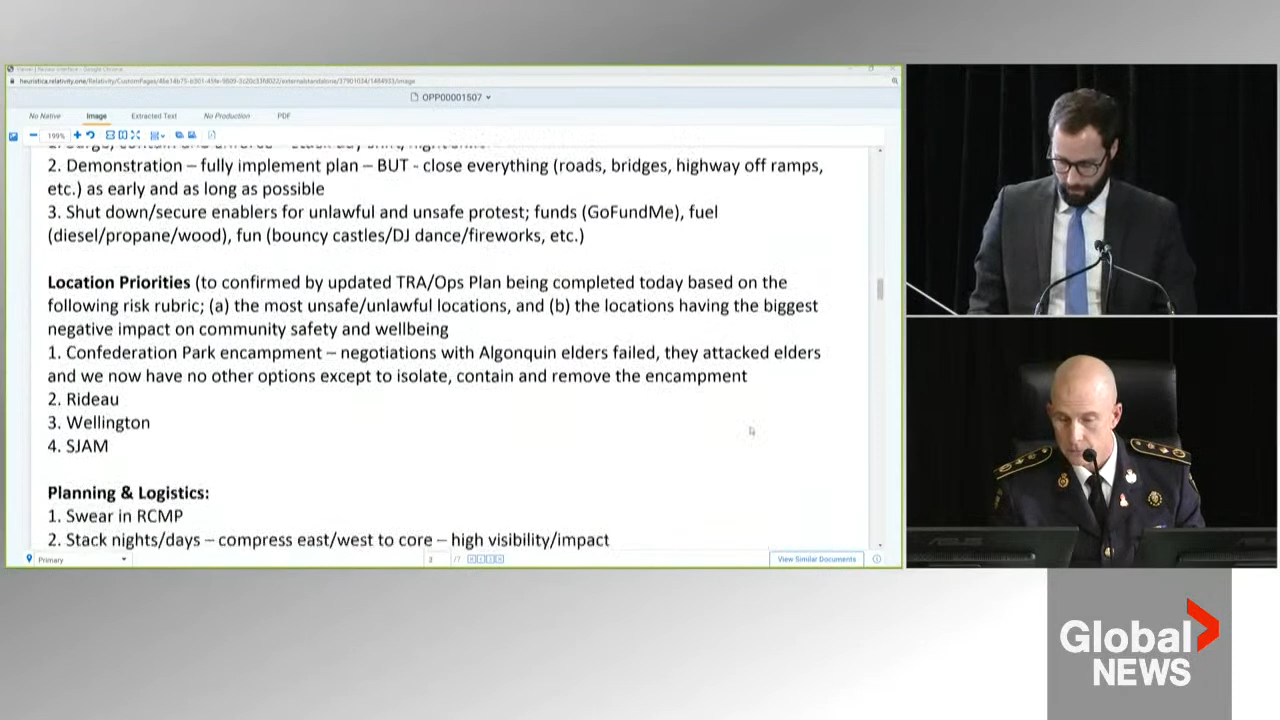 OPP00001507
No Native Image Extracted Text No Production PDF
199%
2. Demonstration – fully implement plan – BUT - close everything (roads, bridges, highway off ramps,
etc.) as early and as long as possible
3. Shut down/secure enablers for unlawful and unsafe protest; funds (GoFundMe), fuel
(diesel/propane/wood), fun (bouncy castles/DJ dance/fireworks, etc.)
Location Priorities (to confirmed by updated TRA/Ops Plan being completed today based on the
following risk rubric; (a) the most unsafe/unlawful locations, and (b) the locations having the biggest
negative impact on community safety and wellbeing
1. Confederation Park encampment – negotiations with Algonquin elders failed, they attacked elders
and we now have no other options except to isolate, contain and remove the encampment
2. Rideau
3. Wellington
4. SJAM
Planning & Logistics:
1. Swear in RCMP
2. Stack nights/days – compress east/west to core – high visibility/impact
Primary
View Similar Documents
ASUS
Global
NEWS